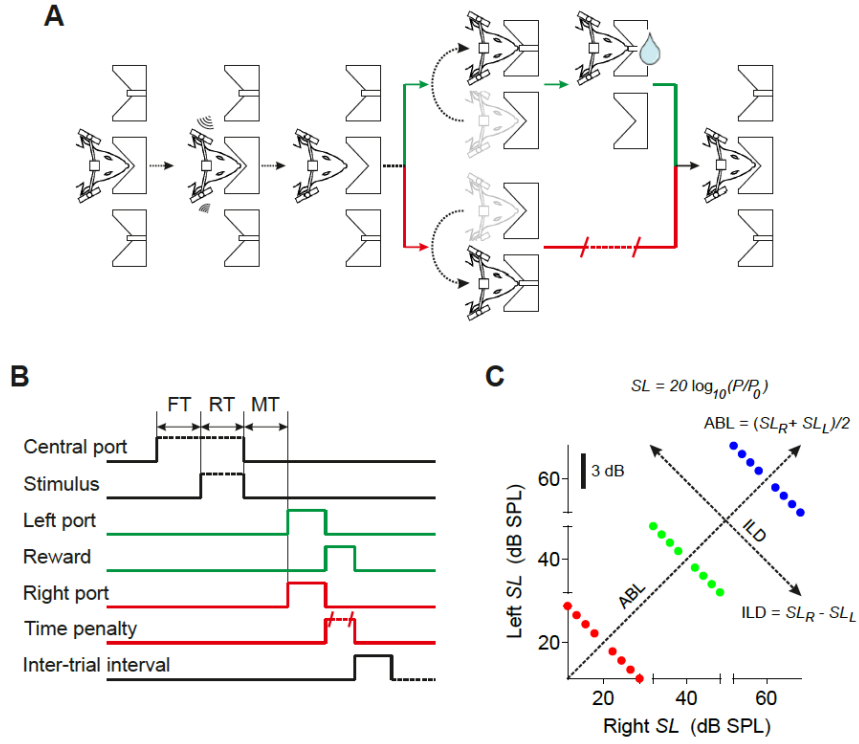 A
B
FT RT MT
Central port
Stimulus
Left port
Reward
Right port
Time penalty
Inter-trial interval
C
SL = 20 log10(P/P0)
ABL = (SLR + SLL)/2
3 dB
60
40
20
Left SL (dB SPL)
ABL
ILD
ILD = SLR - SLL
20 40 60
Right SL (dB SPL)